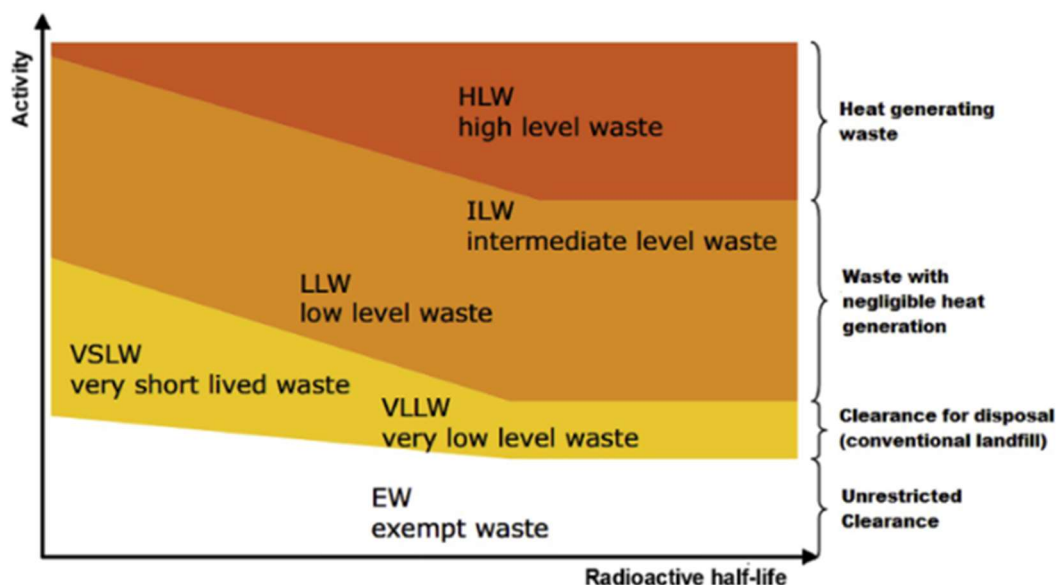 Activity
HLW
high level waste
Heat generating
waste
ILW
intermediate level waste
LLW
low level waste
Waste with
negligible heat
generation
VSLW
very short lived waste
VLLW
very low level waste
Clearance for disposal
(conventional landfill)
EW
exempt waste
Unrestricted
Clearance
Radioactive half-life